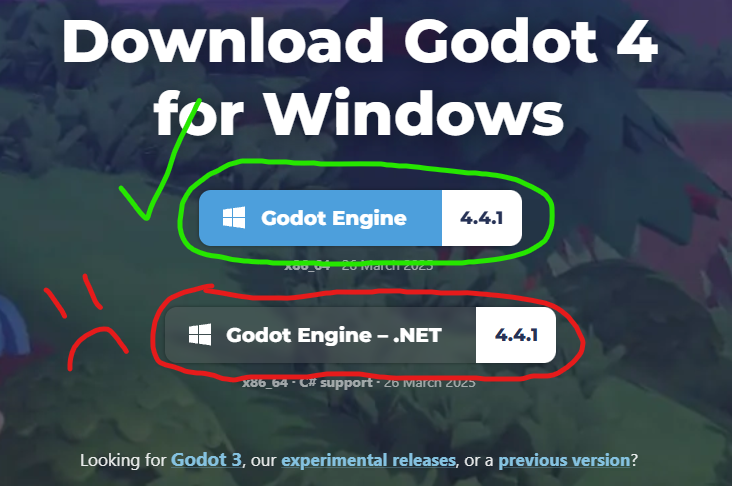 Download Godot 4
for Windows
Godot Engine 4.4.1
x86_64 · 26 March 2025
Godot Engine – .NET 4.4.1
x86_64 · C# support · 26 March 2025
Looking for Godot 3, our experimental releases, or a previous version?